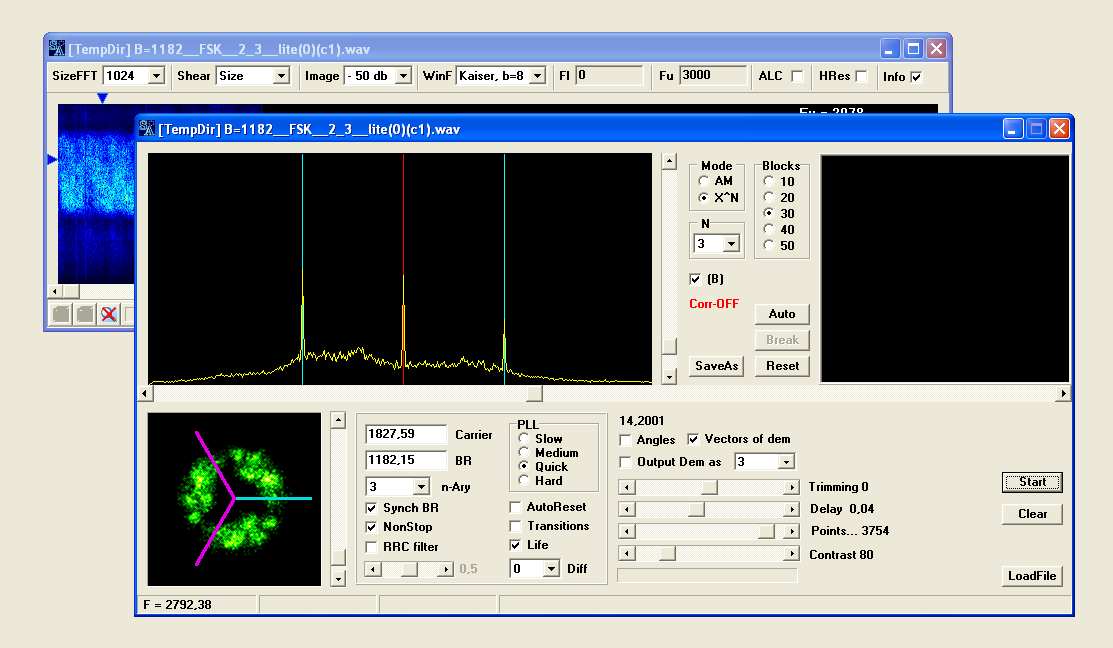 [TempDir] B=1182__FSK__2_3__lite(0)(c1).wav
SizeFFT 1024 Shear Size Image - 50 db WinF Kaiser, b=8 Fl 0 Fu 3000 ALC HRes Info
[TempDir] B=1182__FSK__2_3__lite(0)(c1).wav
Mode
AM
X^N
N
3
(B)
Corr-OFF
SaveAs
Blocks
10
20
30
40
50
Auto
Break
Reset
1827,59 Carrier
1182,15 BR
3 n-Ary
Synch BR
NonStop
RRC filter
0,5
PLL
Slow
Medium
Quick
Hard
AutoReset
Transitions
Life
0 Diff
14,2001
Angles Vectors of dem
Output Dem as 3
Trimming 0
Delay 0,04
Points... 3754
Contrast 80
Start
Clear
LoadFile
F = 2792,38